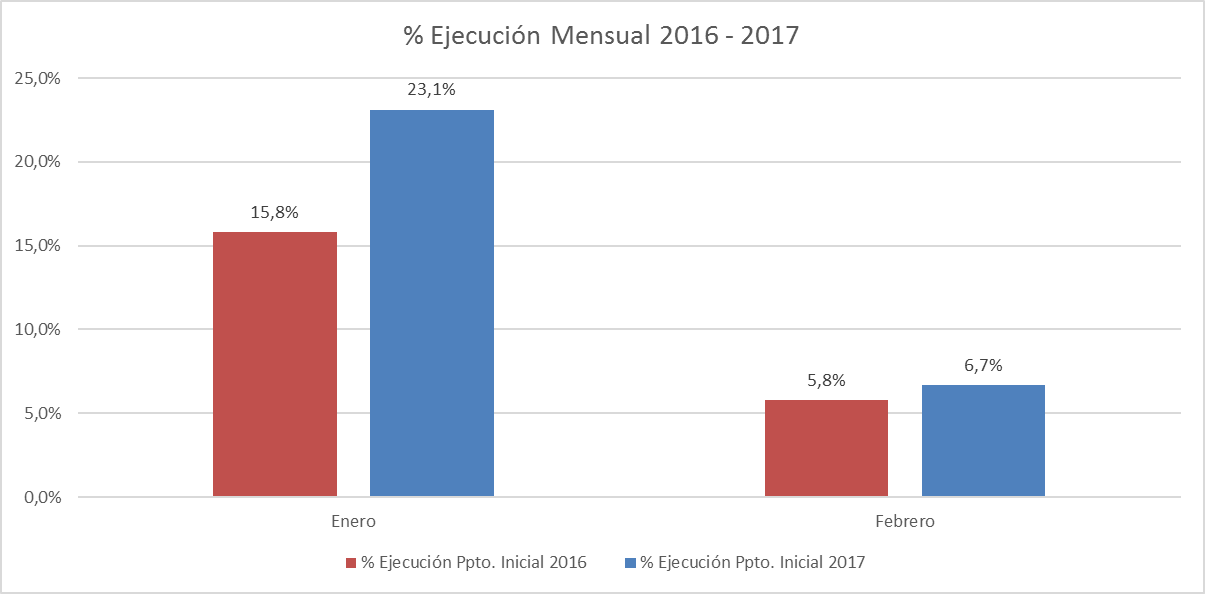 % Ejecución Mensual 2016 - 2017
25,0%
20,0%
15,0%
10,0%
5,0%
0,0%
15,8%
23,1%
5,8%
6,7%
Enero
Febrero
% Ejecución Ppto. Inicial 2016
% Ejecución Ppto. Inicial 2017